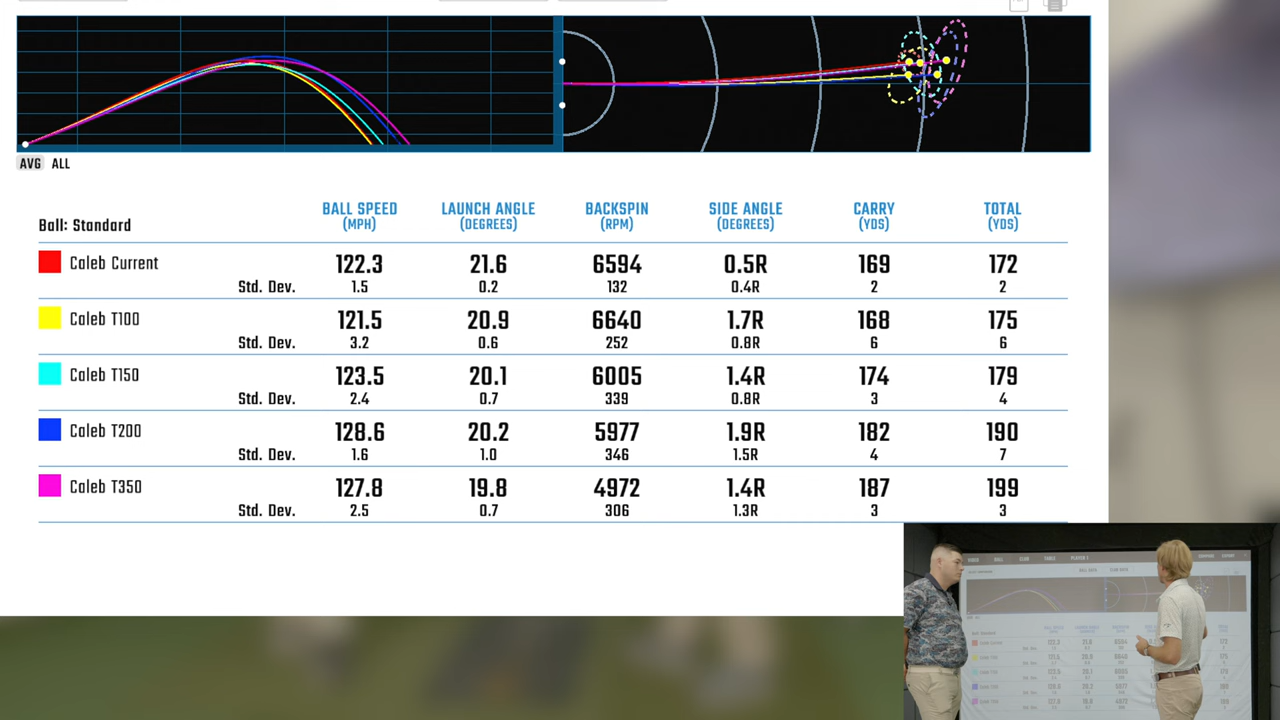 AVG ALL
Ball: Standard BALL SPEED (MPH) LAUNCH ANGLE (DEGREES) BACKSPIN (RPM) SIDE ANGLE (DEGREES) CARRY (YDS) TOTAL (YDS)
Caleb Current 122.3 21.6 6594 0.5R 169 172
Std. Dev. 1.5 0.2 132 0.4R 2 2
Caleb T100 121.5 20.9 6640 1.7R 168 175
Std. Dev. 3.2 0.6 252 0.8R 6 6
Caleb T150 123.5 20.1 6005 1.4R 174 179
Std. Dev. 2.4 0.7 339 0.8R 3 4
Caleb T200 128.6 20.2 5977 1.9R 182 190
Std. Dev. 1.6 1.0 346 1.5R 4 7
Caleb T350 127.8 19.8 4972 1.4R 187 199
Std. Dev. 2.5 0.7 306 1.3R 3 3